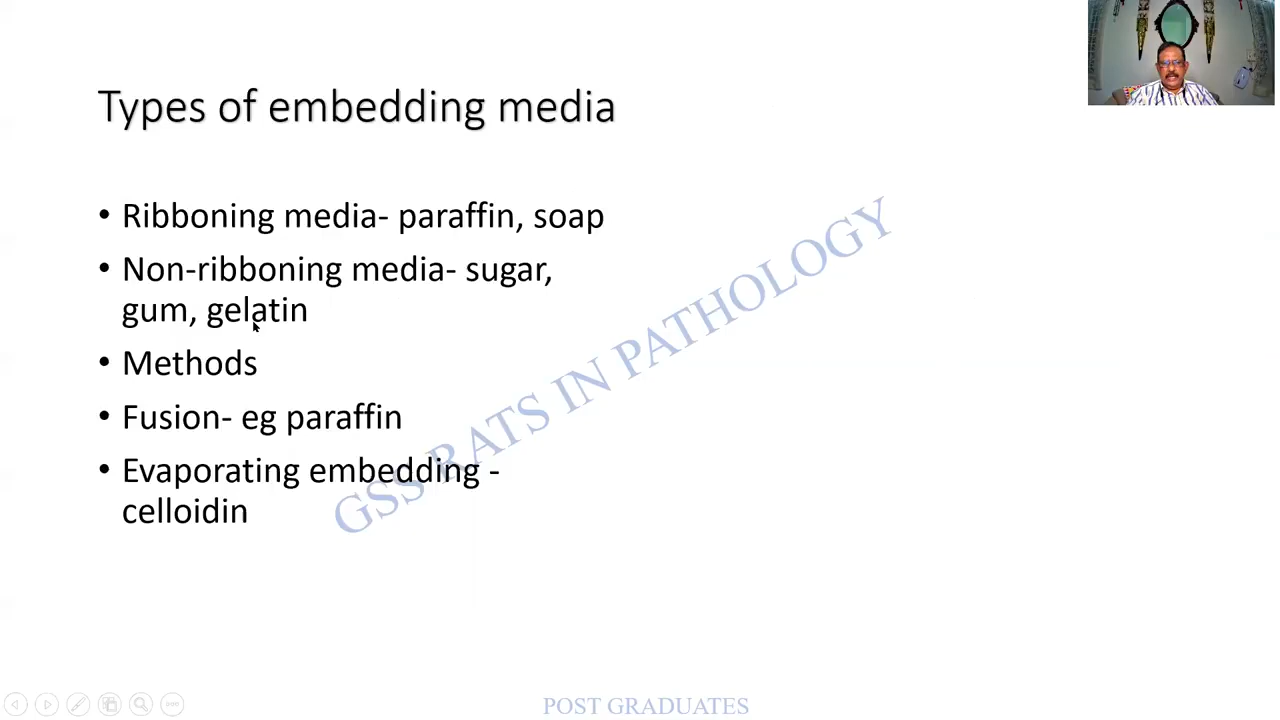 Types of embedding media
• Ribboning media- paraffin, soap
• Non-ribboning media- sugar,
gum, gelatin
• Methods
• Fusion- eg paraffin
• Evaporating embedding -
celloidin
GSS RATS IN PATHOLOGY
POST GRADUATES